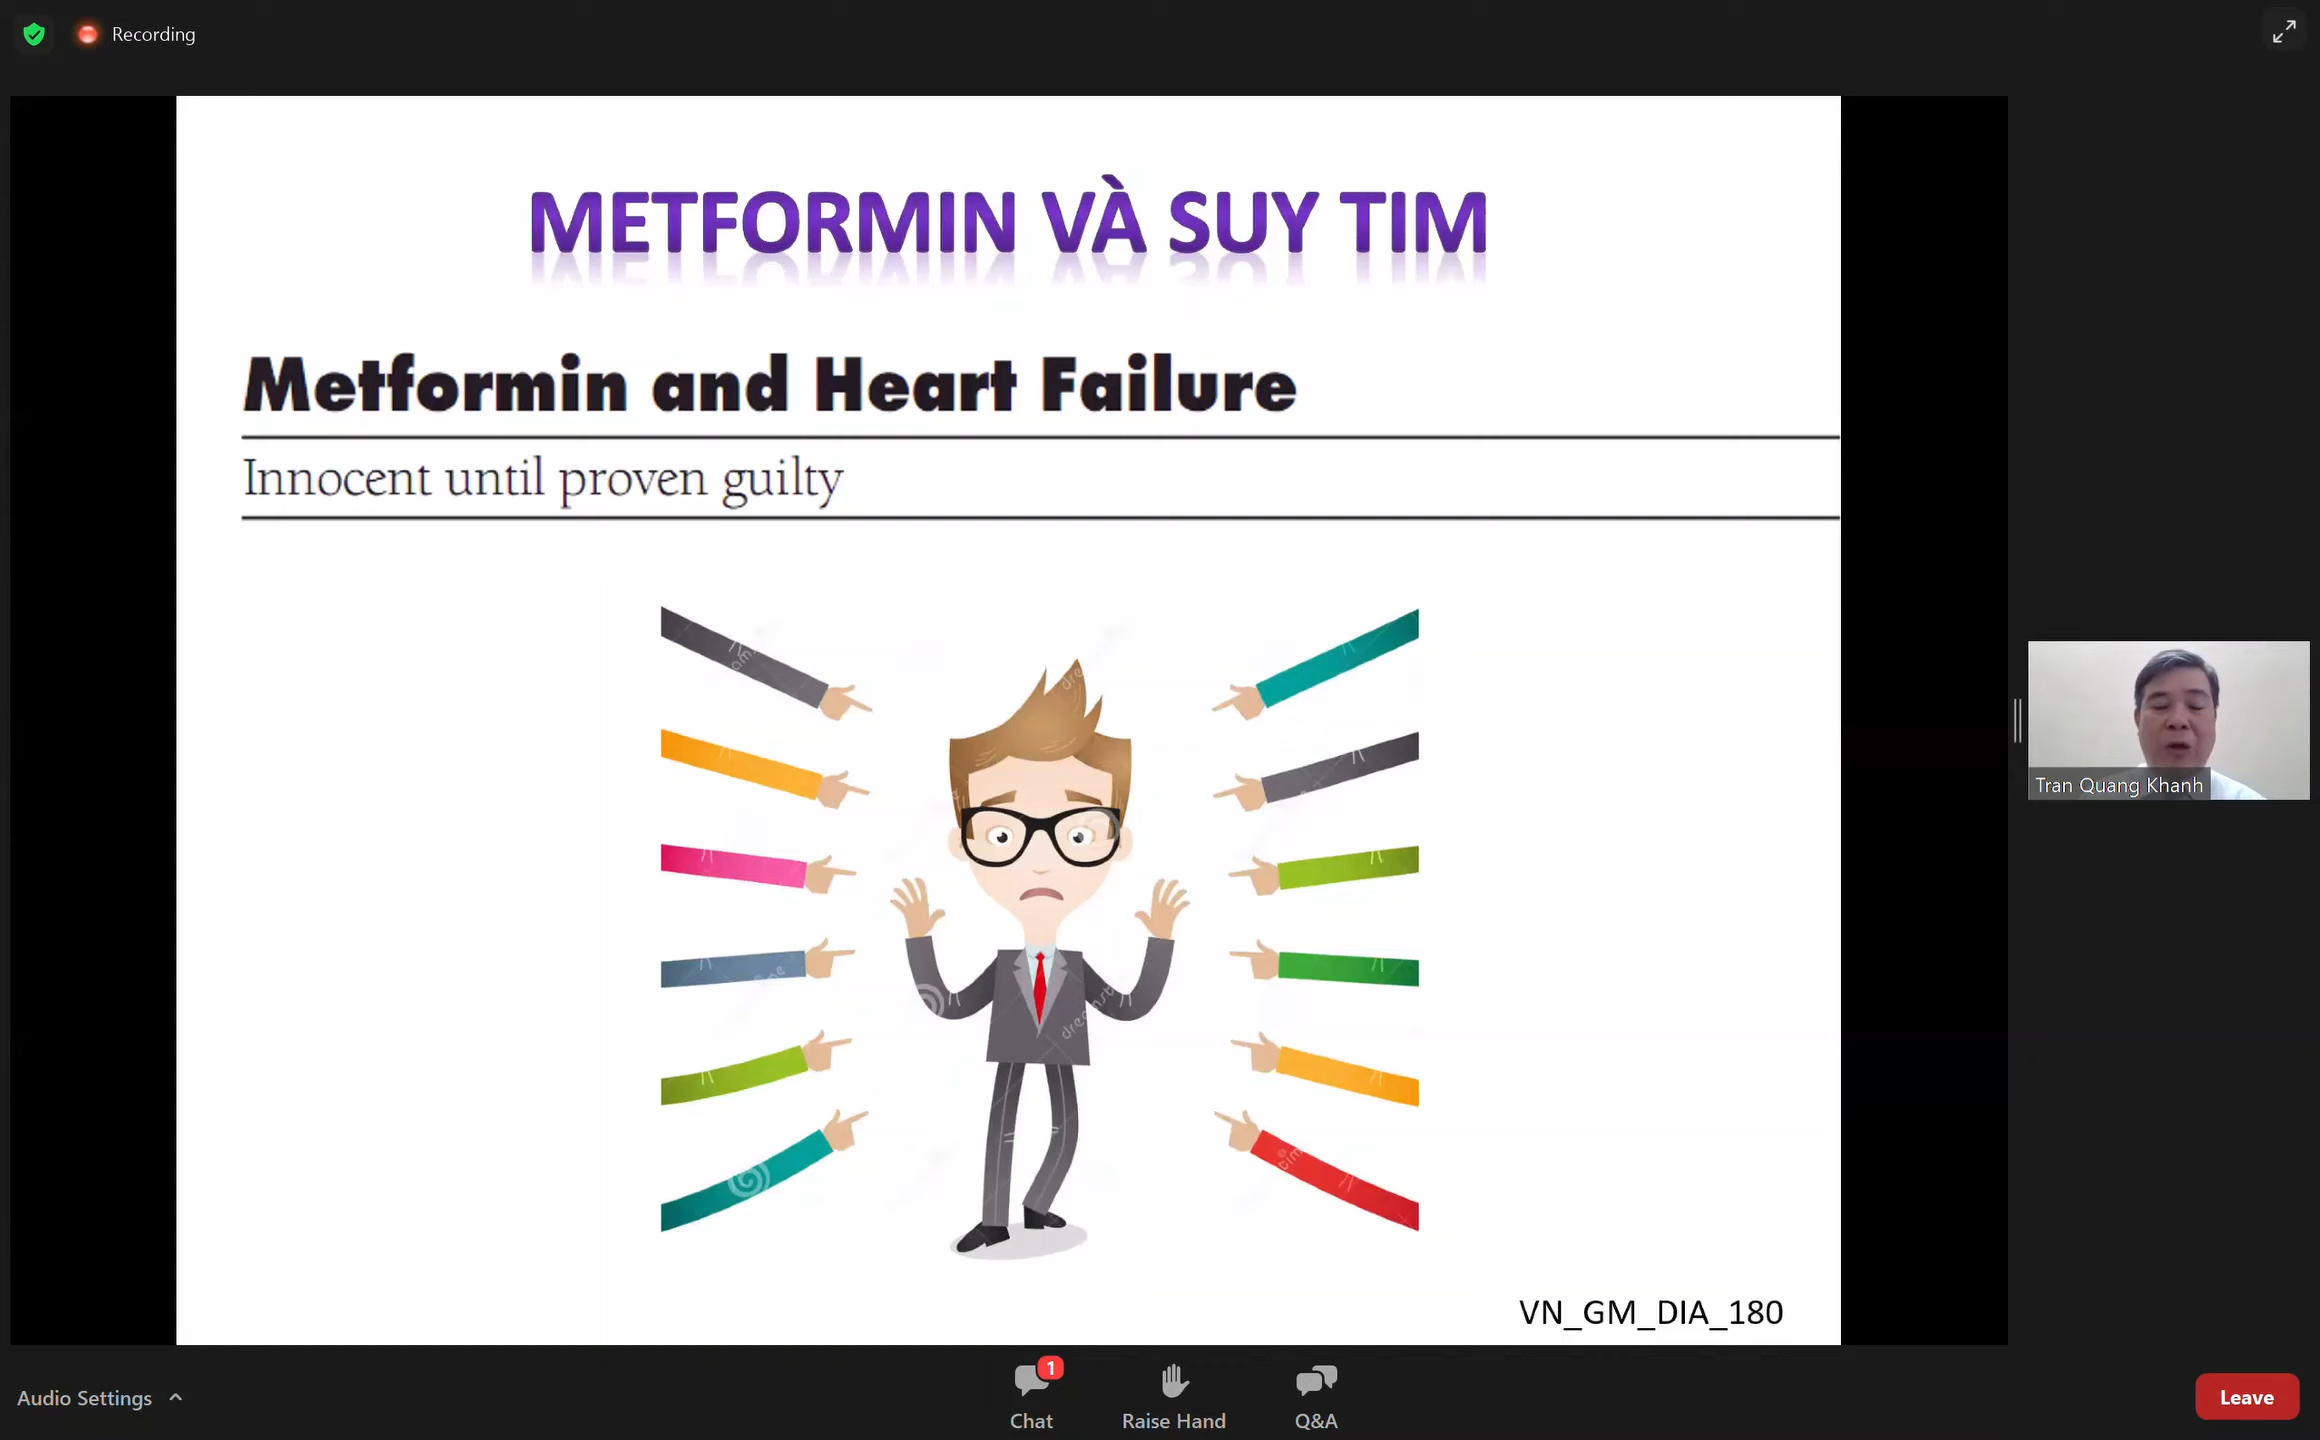 Recording
METFORMIN VÀ SUY TIM
Metformin and Heart Failure
Innocent until proven guilty
VN_GM_DIA_180
Tran Quang Khanh
Audio Settings
1
Chat
Raise Hand
Q&A
Leave